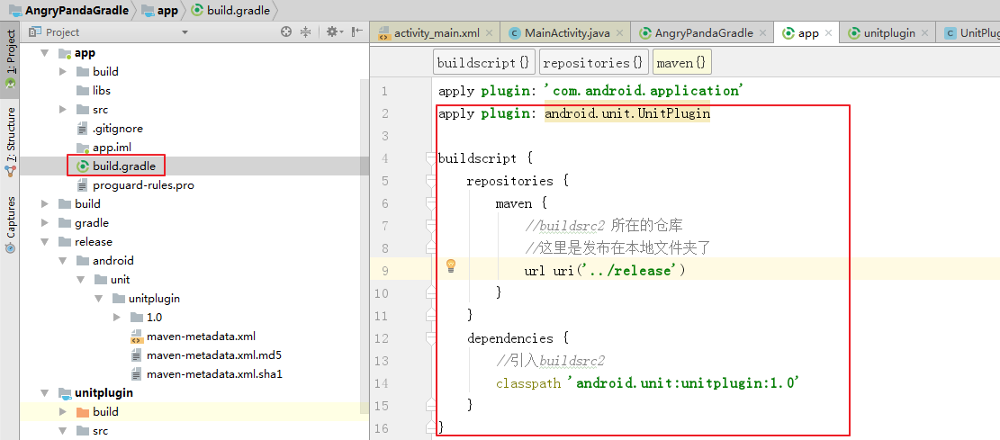 AngryPandaGradle app build.gradle
Project
activity_main.xml MainActivity.java AngryPandaGradle app unitplugin UnitPlug
1: Project
7: Structure
Captures
app
build
libs
src
.gitignore
app.iml
build.gradle
proguard-rules.pro
build
gradle
release
android
unit
unitplugin
1.0
maven-metadata.xml
maven-metadata.xml.md5
maven-metadata.xml.sha1
unitplugin
build
src
buildscript{} repositories{} maven{}
1 apply plugin: 'com.android.application'
2 apply plugin: android.unit.UnitPlugin
3
4 buildscript {
5 repositories {
6 maven {
7 //buildsrc2 所在的仓库
8 //这里是发布在本地文件夹了
9 url uri('../release')
10 }
11 }
12 dependencies {
13 //引入buildsrc2
14 classpath 'android.unit:unitplugin:1.0'
15 }
16 }